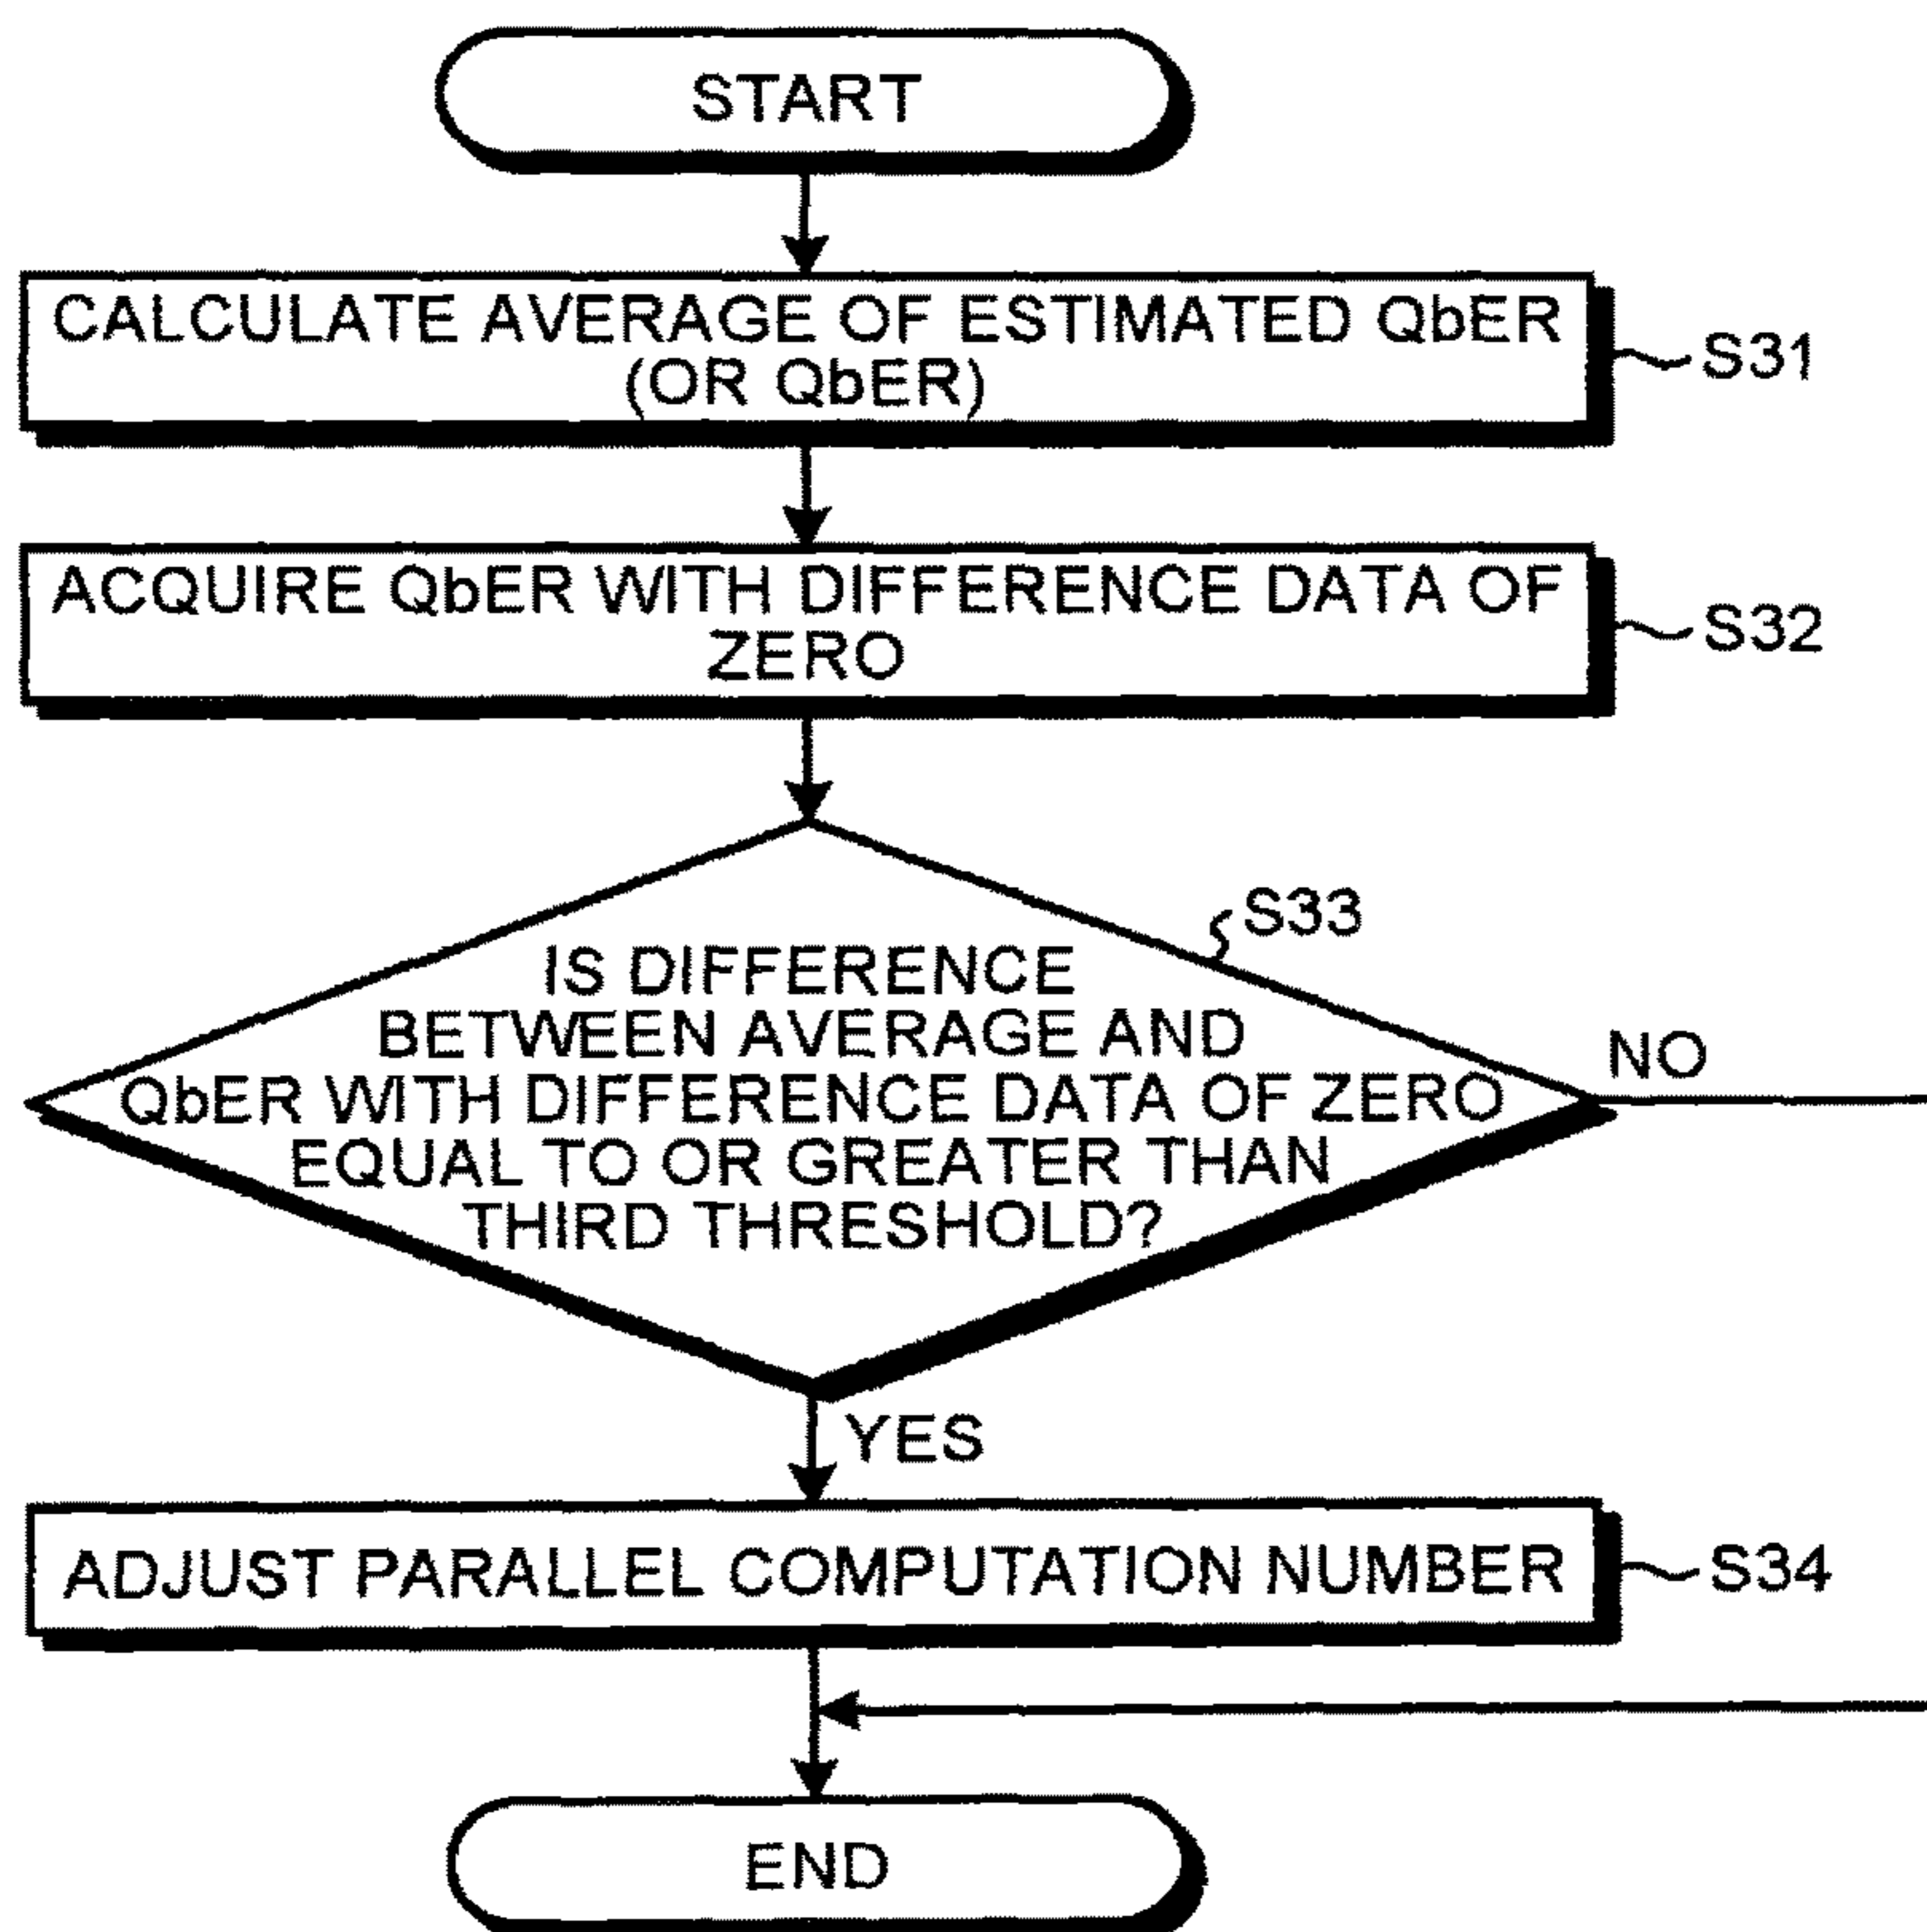 START
CALCULATE AVERAGE OF ESTIMATED QbER
(OR QbER)
S31
ACQUIRE QbER WITH DIFFERENCE DATA OF
ZERO
S32
S33
IS DIFFERENCE
BETWEEN AVERAGE AND
QbER WITH DIFFERENCE DATA OF ZERO
EQUAL TO OR GREATER THAN
THIRD THRESHOLD?
NO
YES
ADJUST PARALLEL COMPUTATION NUMBER
S34
END